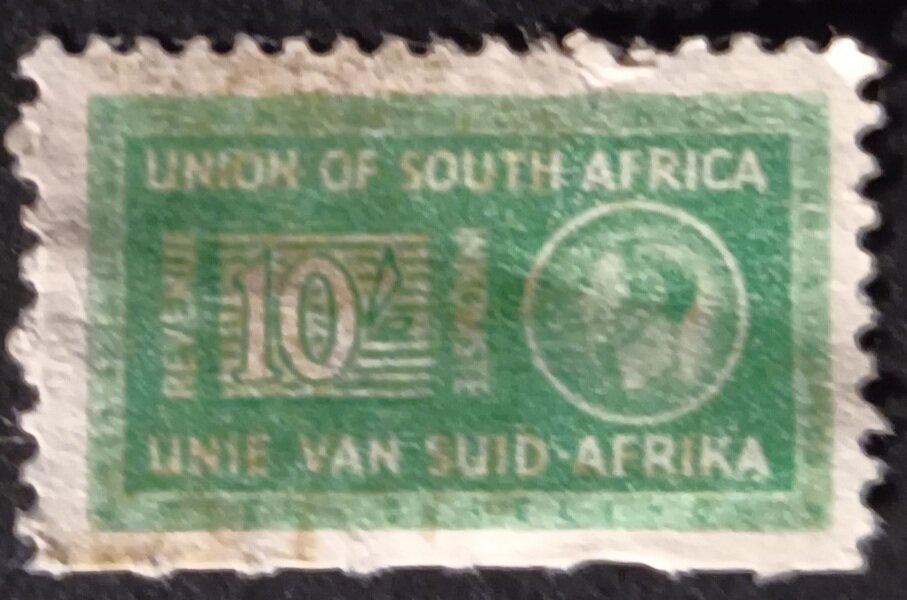 UNION OF SOUTH AFRICA
REVENUE
10/-
INKOMSTE
UNIE VAN SUID-AFRIKA